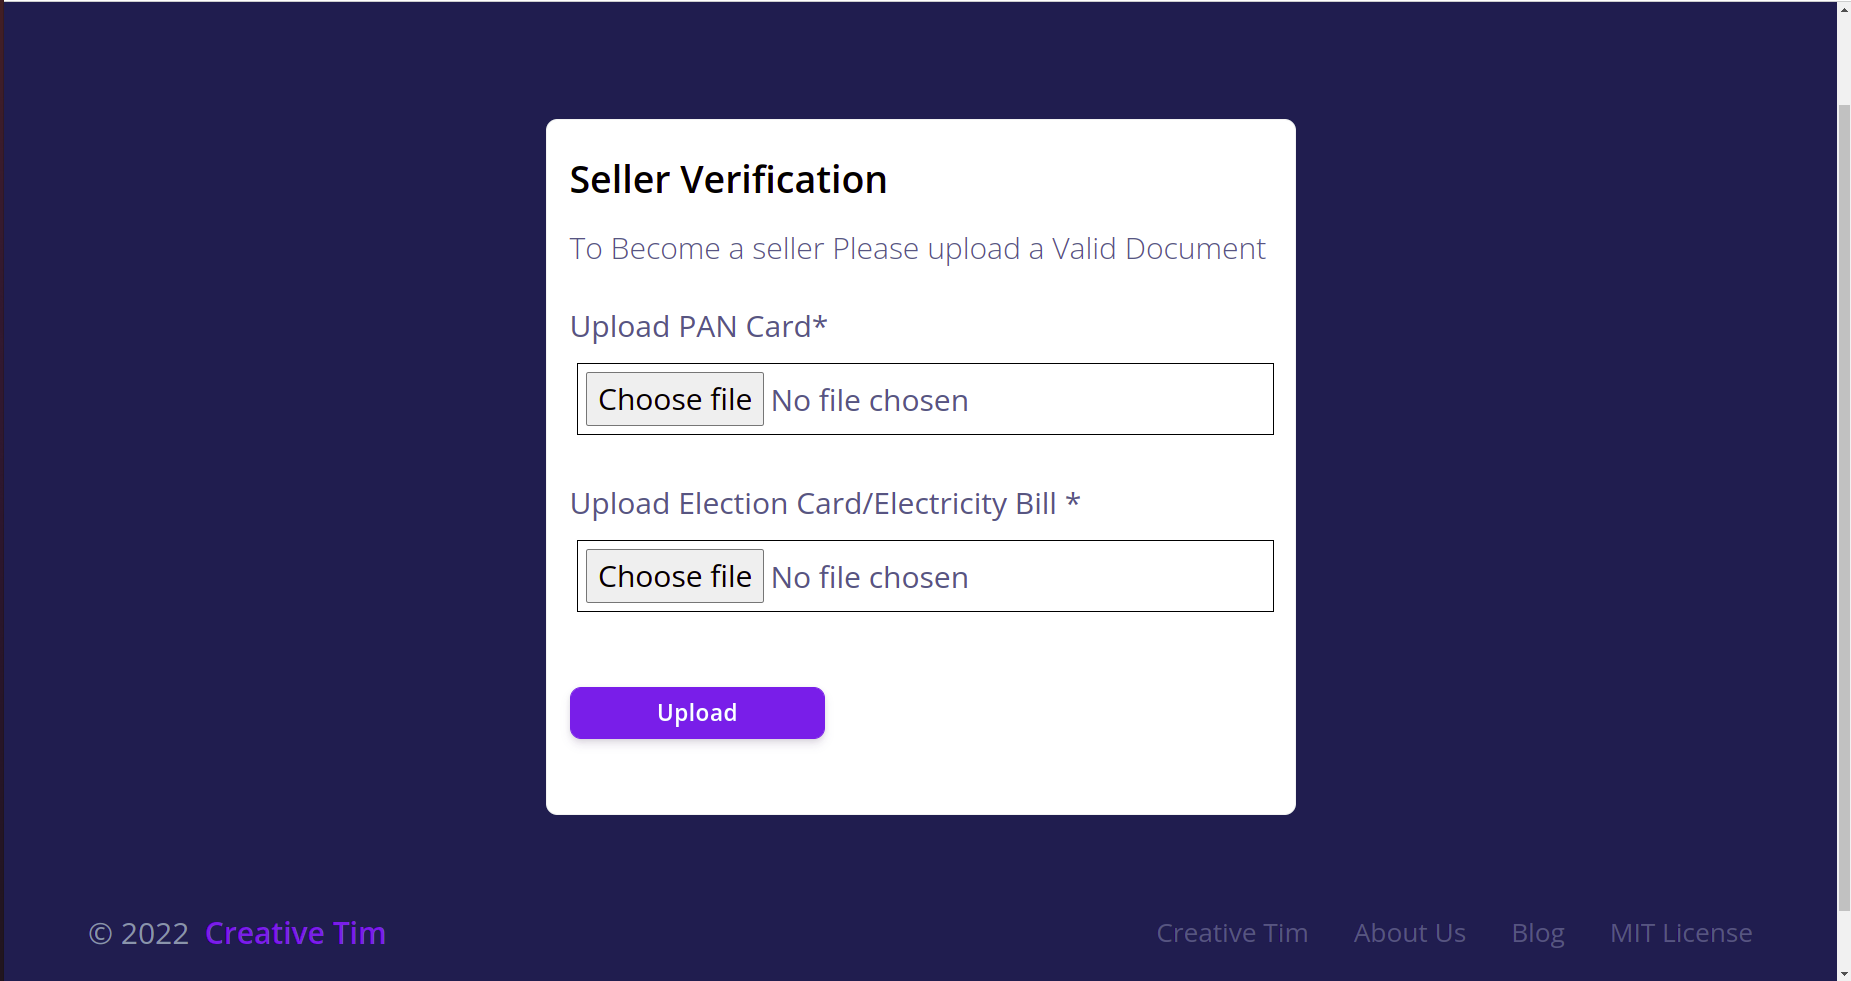 Seller Verification
To Become a seller Please upload a Valid Document
Upload PAN Card*
Choose file No file chosen
Upload Election Card/Electricity Bill *
Choose file No file chosen
Upload
© 2022 Creative Tim Creative Tim About Us Blog MIT License